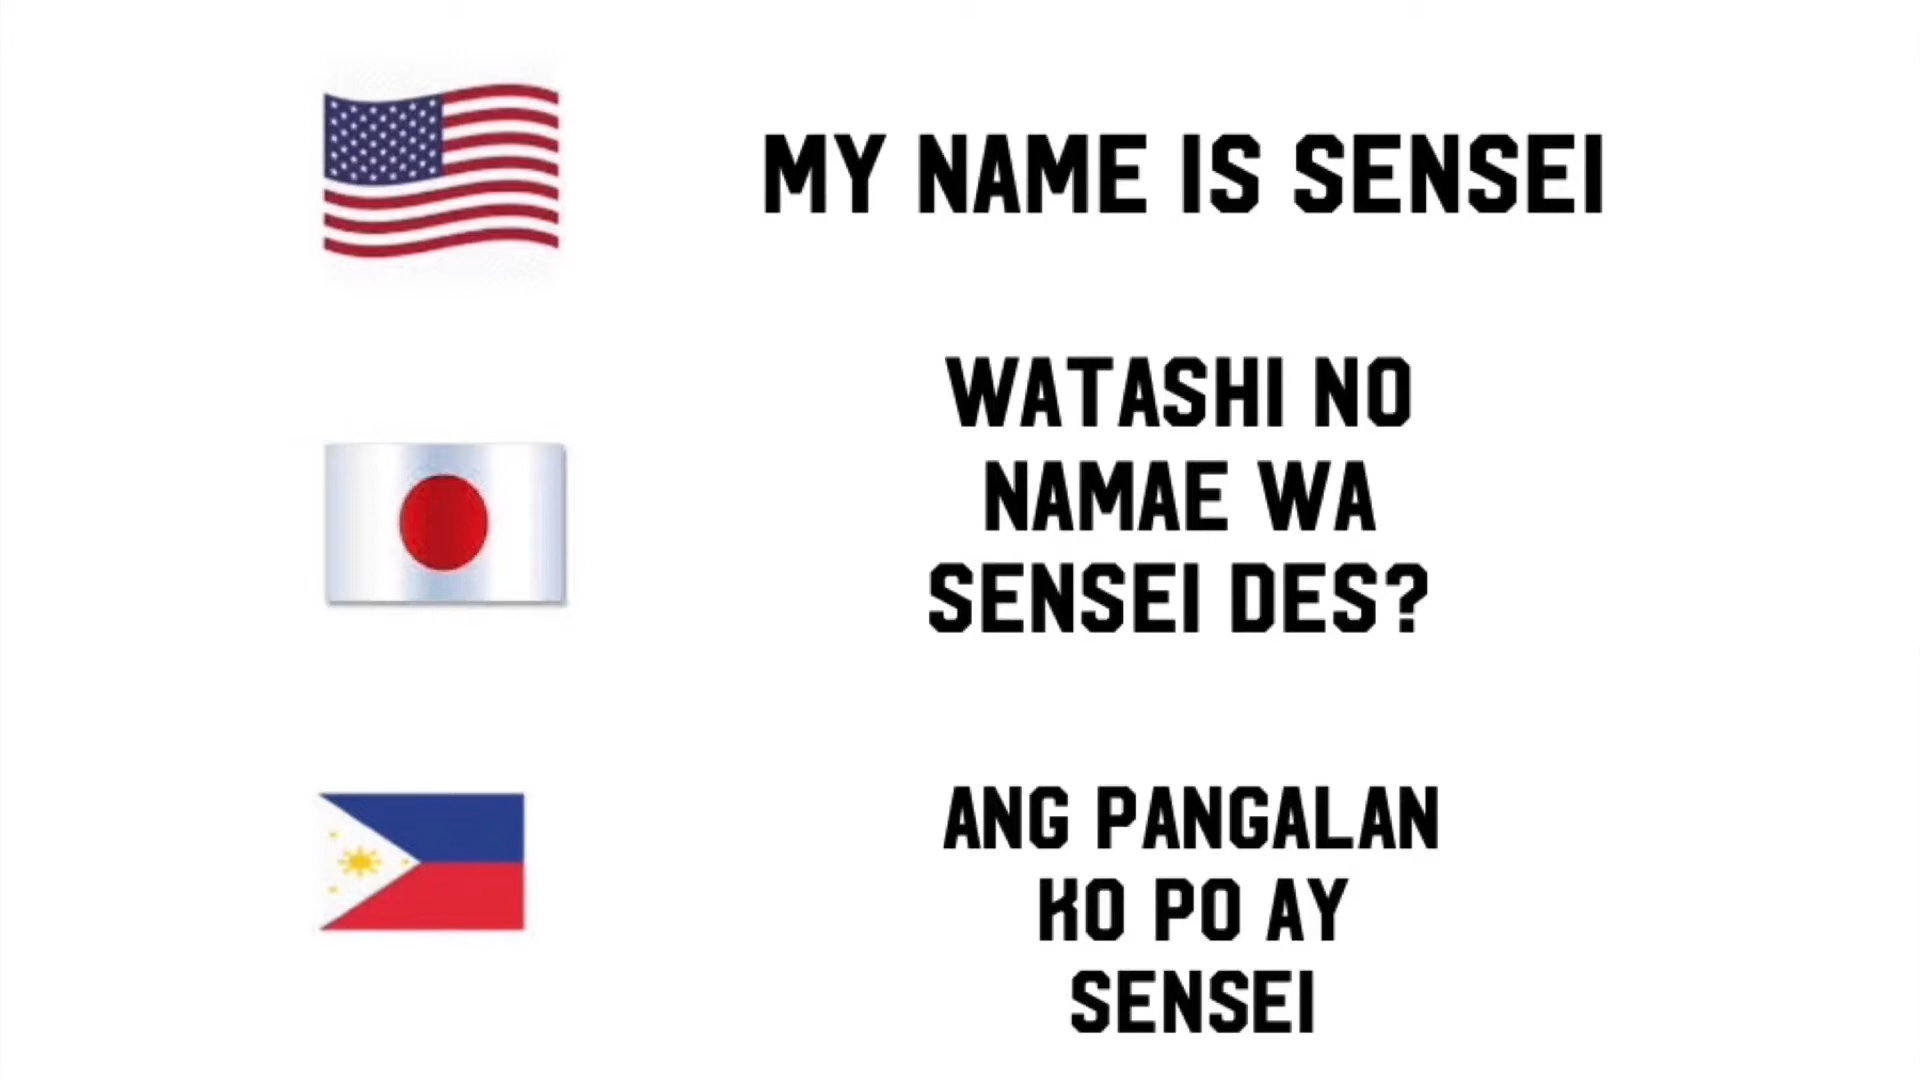 MY NAME IS SENSEI
WATASHI NO
NAMAE WA
SENSEI DES?
ANG PANGALAN
KO PO AY
SENSEI